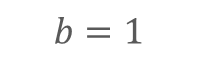 b = 1